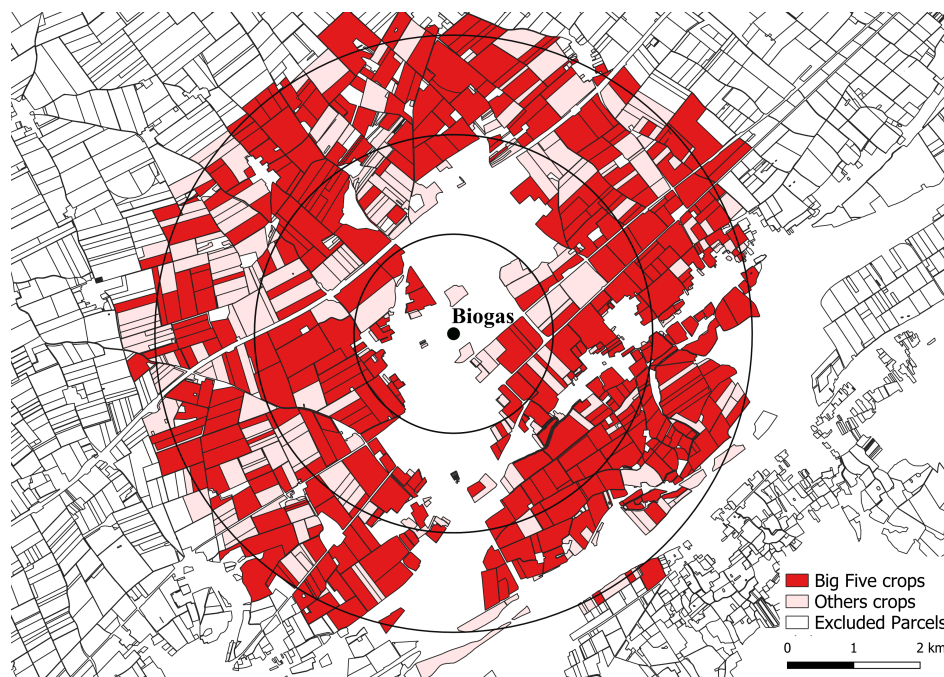 Biogas
Big Five crops
Others crops
Excluded Parcels
0 1 2 km